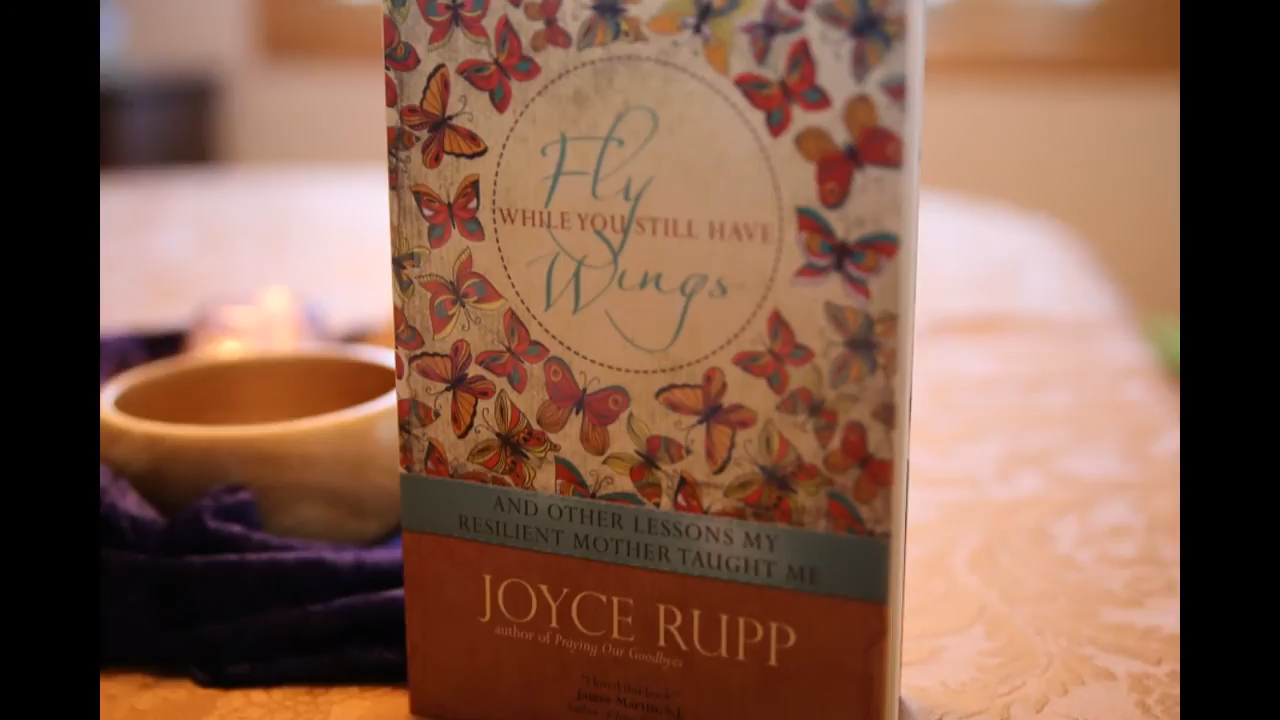 Fly
WHILE YOU STILL HAVE
Wings
AND OTHER LESSONS MY
RESILIENT MOTHER TAUGHT ME
JOYCE RUPP
author of Praying Our Goodbyes
"I loved this book."
James Martin, S.J.